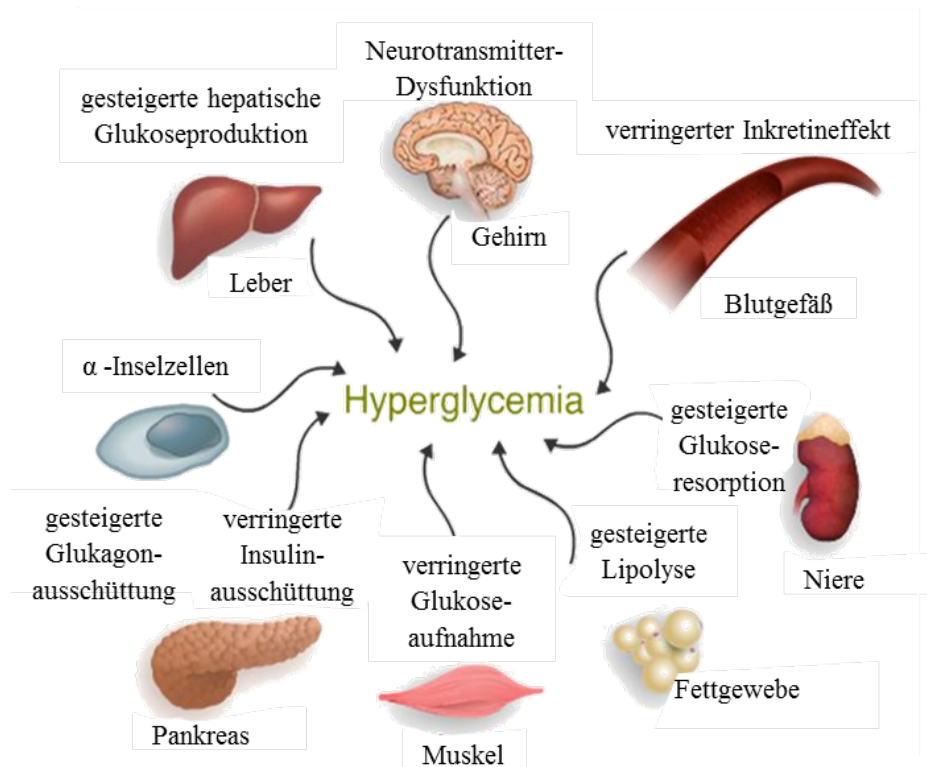 Neurotransmitter-
Dysfunktion
gesteigerte hepatische
Glukoseproduktion
verringerter Inkretineffekt
Gehirn
Leber
Blutgefäß
α -Inselzellen
Hyperglycemia
gesteigerte
Glukose-
resorption
gesteigerte
Glukagon-
ausschüttung
verringerte
Insulin-
ausschüttung
verringerte
Glukose-
aufnahme
gesteigerte
Lipolyse
Niere
Fettgewebe
Pankreas
Muskel